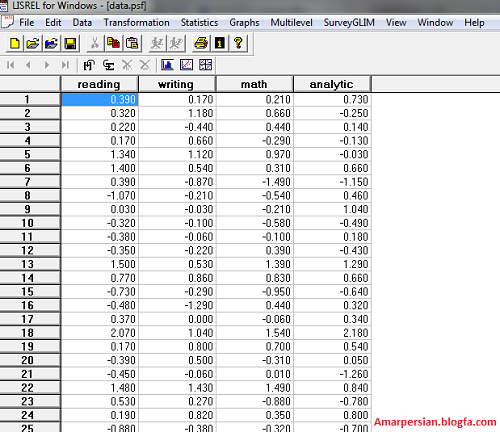 LISREL for Windows - [data.psf]
File Edit Data Transformation Statistics Graphs Multilevel SurveyGLIM View Window Help
reading writing math analytic
1 0.390 0.170 0.210 0.730
2 0.320 1.180 0.660 -0.250
3 0.220 -0.440 0.440 0.140
4 0.170 0.660 -0.290 -0.130
5 1.340 1.120 0.970 -0.030
6 1.400 0.540 0.310 0.660
7 0.390 -0.870 -1.490 -1.150
8 -1.070 -0.210 -0.540 0.460
9 0.030 -0.030 -0.210 1.040
10 -0.320 -0.100 -0.580 -0.490
11 -0.380 -0.060 -0.100 0.180
12 -0.350 -0.220 0.390 -0.430
13 1.500 0.530 1.390 1.290
14 0.770 0.860 0.830 0.660
15 -0.730 -0.290 -0.950 -0.640
16 -0.480 -1.290 0.440 0.320
17 0.370 0.000 -0.060 0.340
18 2.070 1.040 1.540 2.180
19 0.170 0.800 0.700 0.540
20 -0.390 0.500 -0.310 0.050
21 -0.450 -0.060 0.010 -1.260
22 1.480 1.430 1.490 0.840
23 0.530 0.270 -0.880 -0.780
24 0.190 0.820 0.350 0.800
25 -0.880 -0.380 -0.320 -0.700
Amarpersian.blogfa.com